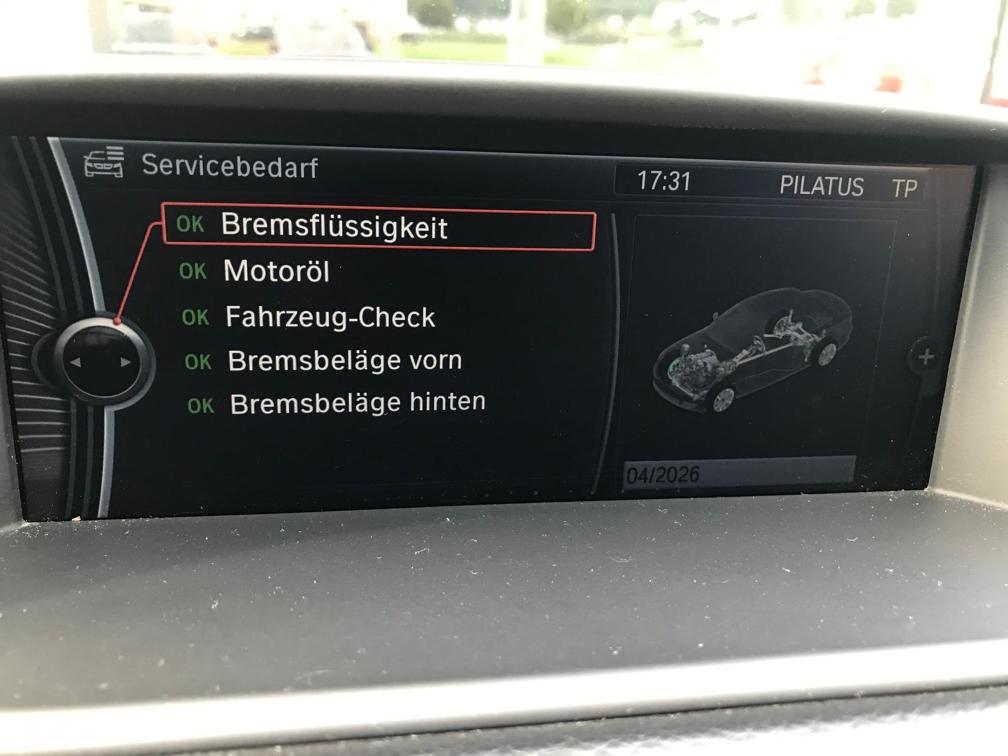 Servicebedarf
17:31 PILATUS TP
OK Bremsflüssigkeit
OK Motoröl
OK Fahrzeug-Check
OK Bremsbeläge vorn
OK Bremsbeläge hinten
04/2026